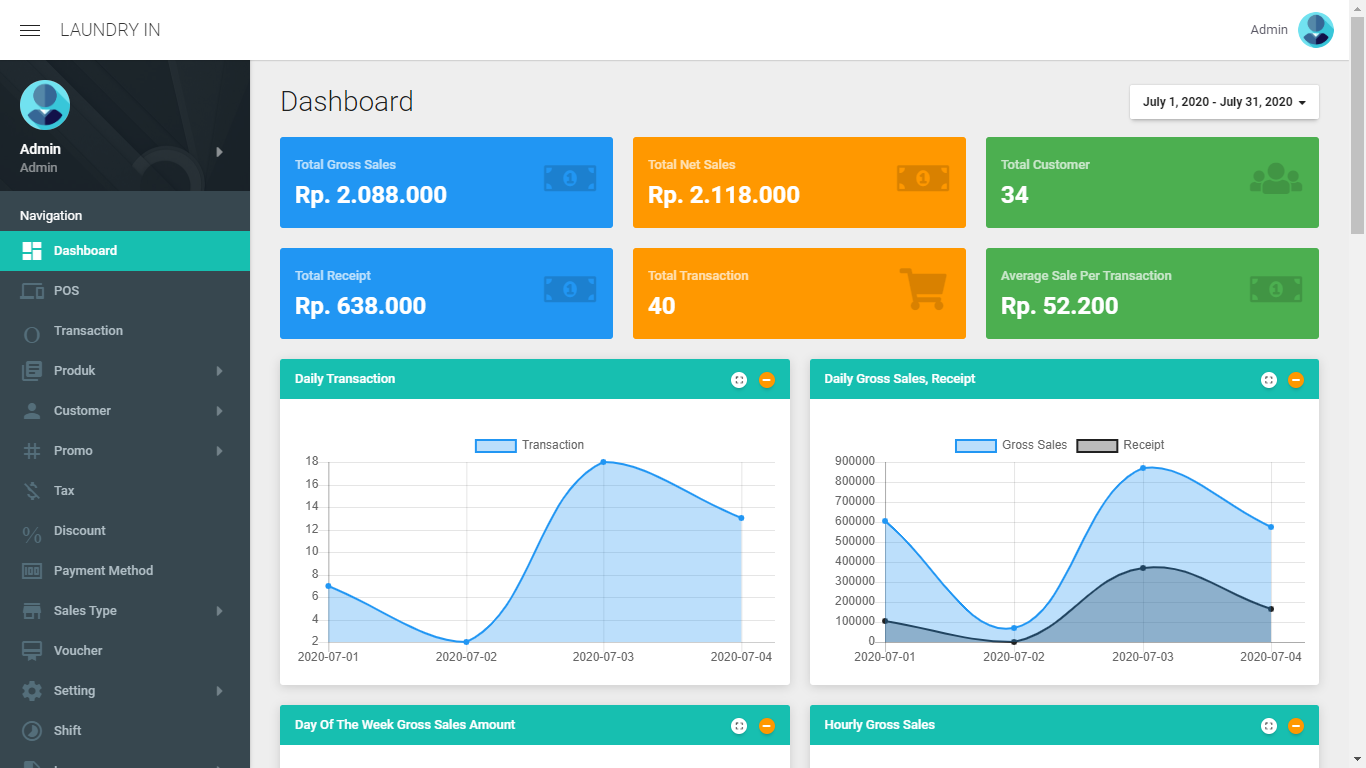 LAUNDRY IN
Admin
Admin
Admin
Navigation
Dashboard
POS
Transaction
Produk
Customer
Promo
Tax
Discount
Payment Method
Sales Type
Voucher
Setting
Shift
Dashboard
July 1, 2020 - July 31, 2020
Total Gross Sales
Rp. 2.088.000
Total Net Sales
Rp. 2.118.000
Total Customer
34
Total Receipt
Rp. 638.000
Total Transaction
40
Average Sale Per Transaction
Rp. 52.200
Daily Transaction
Transaction
18
16
14
12
10
8
6
4
2
2020-07-01 2020-07-02 2020-07-03 2020-07-04
Daily Gross Sales, Receipt
Gross Sales Receipt
900000
800000
700000
600000
500000
400000
300000
200000
100000
0
2020-07-01 2020-07-02 2020-07-03 2020-07-04
Day Of The Week Gross Sales Amount
Hourly Gross Sales